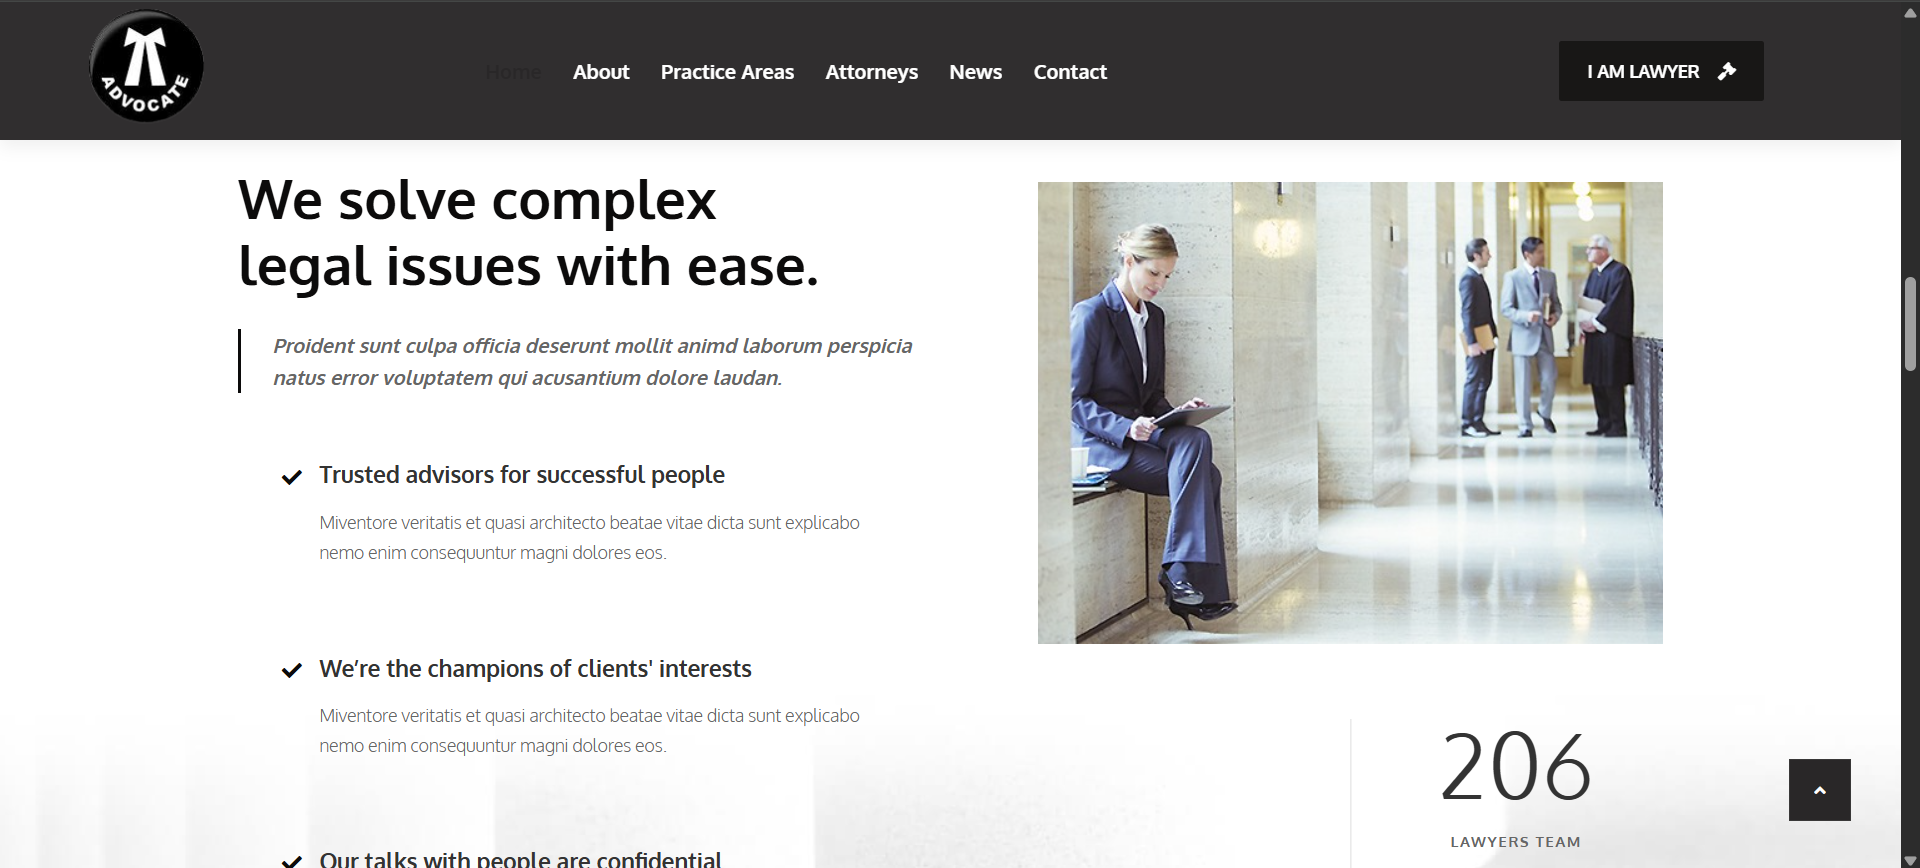 ADVOCATE
Home About Practice Areas Attorneys News Contact
I AM LAWYER
We solve complex
legal issues with ease.
Proident sunt culpa officia deserunt mollit animd laborum perspicia
natus error voluptatem qui acusantium dolore laudan.
Trusted advisors for successful people
Miventore veritatis et quasi architecto beatae vitae dicta sunt explicabo
nemo enim consequuntur magni dolores eos.
We’re the champions of clients' interests
Miventore veritatis et quasi architecto beatae vitae dicta sunt explicabo
nemo enim consequuntur magni dolores eos.
Our talks with people are confidential
206
LAWYERS TEAM